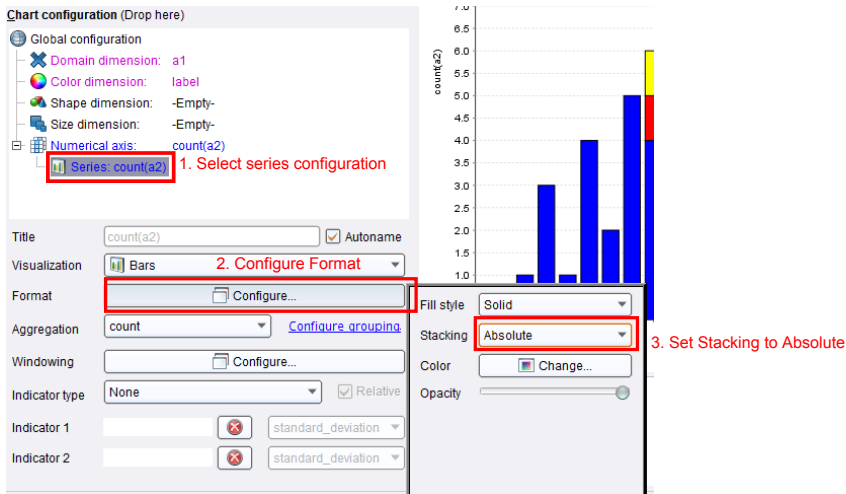 Chart configuration (Drop here)
Global configuration
Domain dimension: a1
Color dimension: label
Shape dimension: -Empty-
Size dimension: -Empty-
Numerical axis: count(a2)
Series: count(a2)
1. Select series configuration
Title count(a2) Autoname
Visualization Bars
2. Configure Format
Format Configure...
Aggregation count Configure grouping
Windowing Configure...
Indicator type None Relative
Indicator 1 standard_deviation
Indicator 2 standard_deviation
count(a2)
7.0
6.5
6.0
5.5
5.0
4.5
4.0
3.5
3.0
2.5
2.0
1.5
1.0
Fill style Solid
Stacking Absolute
3. Set Stacking to Absolute
Color Change...
Opacity